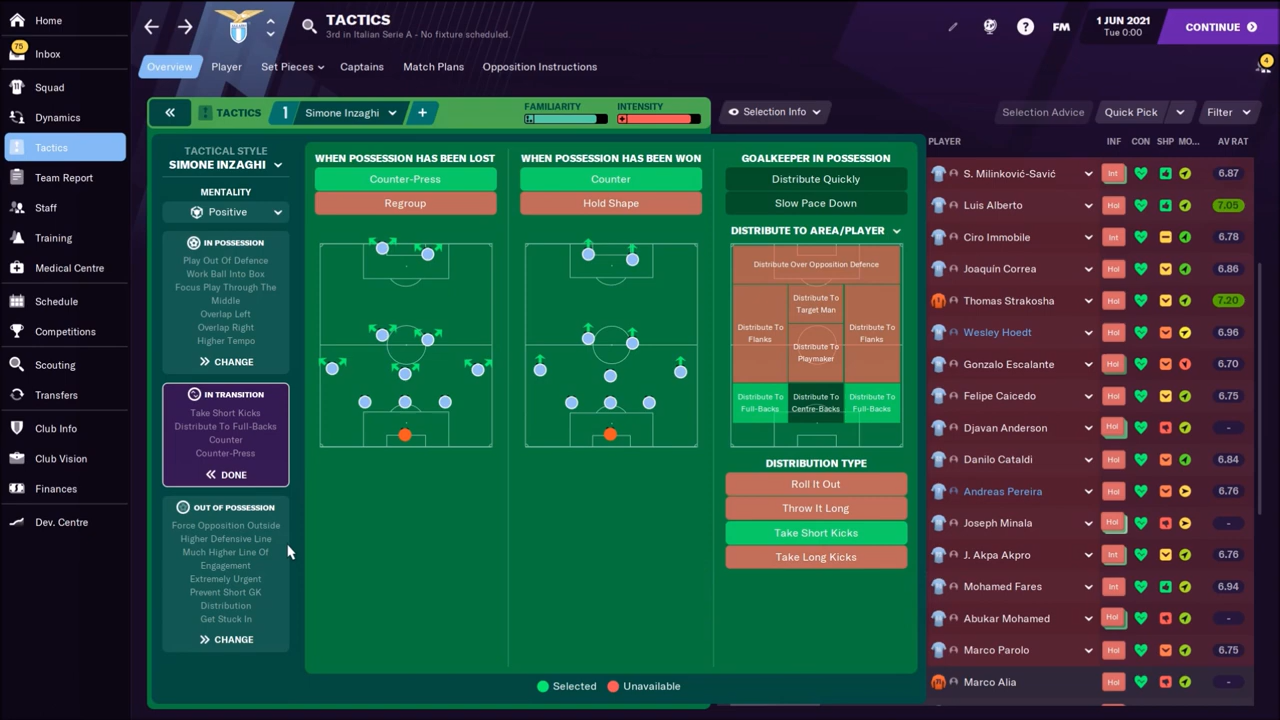 Home
75
Inbox
Squad
Dynamics
Tactics
Team Report
Staff
Training
Medical Centre
Schedule
Competitions
Scouting
Transfers
Club Info
Club Vision
Finances
Dev. Centre
TACTICS
3rd in Italian Serie A - No fixture scheduled.
?
FM
1 JUN 2021
Tue 0:00
CONTINUE
4
Overview
Player
Set Pieces
Captains
Match Plans
Opposition Instructions
TACTICS
1
Simone Inzaghi
+
FAMILIARITY
INTENSITY
Selection Info
Selection Advice
Quick Pick
Filter
TACTICAL STYLE
SIMONE INZAGHI
MENTALITY
Positive
IN POSSESSION
Play Out Of Defence
Work Ball Into Box
Focus Play Through The
Middle
Overlap Left
Overlap Right
Higher Tempo
CHANGE
IN TRANSITION
Take Short Kicks
Distribute To Full-Backs
Counter
Counter-Press
DONE
OUT OF POSSESSION
Force Opposition Outside
Higher Defensive Line
Much Higher Line Of
Engagement
Extremely Urgent
Prevent Short GK
Distribution
Get Stuck In
CHANGE
WHEN POSSESSION HAS BEEN LOST
Counter-Press
Regroup
WHEN POSSESSION HAS BEEN WON
Counter
Hold Shape
GOALKEEPER IN POSSESSION
Distribute Quickly
Slow Pace Down
DISTRIBUTE TO AREA/PLAYER
Distribute Over Opposition Defence
Distribute To
Flanks
Distribute To
Target Man
Distribute To
Playmaker
Distribute To
Flanks
Distribute To
Full-Backs
Distribute To
Centre-Backs
Distribute To
Full-Backs
DISTRIBUTION TYPE
Roll It Out
Throw It Long
Take Short Kicks
Take Long Kicks
Selected
Unavailable
PLAYER INF CON SHP MO... AV RAT
S. Milinković-Savić Int 6.87
Luis Alberto Hol 7.05
Ciro Immobile Int 6.78
Joaquín Correa Hol 6.86
Thomas Strakosha Hol 7.20
Wesley Hoedt Hol 6.96
Gonzalo Escalante Hol 6.70
Felipe Caicedo Hol 6.75
Djavan Anderson Hol -
Danilo Cataldi Hol 6.84
Andreas Pereira Hol 6.76
Joseph Minala Hol -
J. Akpa Akpro Int 6.76
Mohamed Fares Int 6.94
Abukar Mohamed Hol -
Marco Parolo Hol 6.75
Marco Alia Hol -